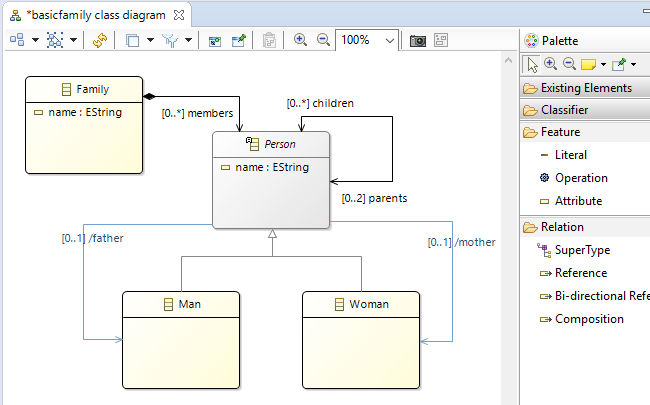 *basicfamily class diagram
100%
Family
name : EString
[0..*] members
[0..*] children
Person
name : EString
[0..2] parents
[0..1] /father
[0..1] /mother
Man
Woman
Palette
Existing Elements
Classifier
Feature
Literal
Operation
Attribute
Relation
SuperType
Reference
Bi-directional Refe
Composition